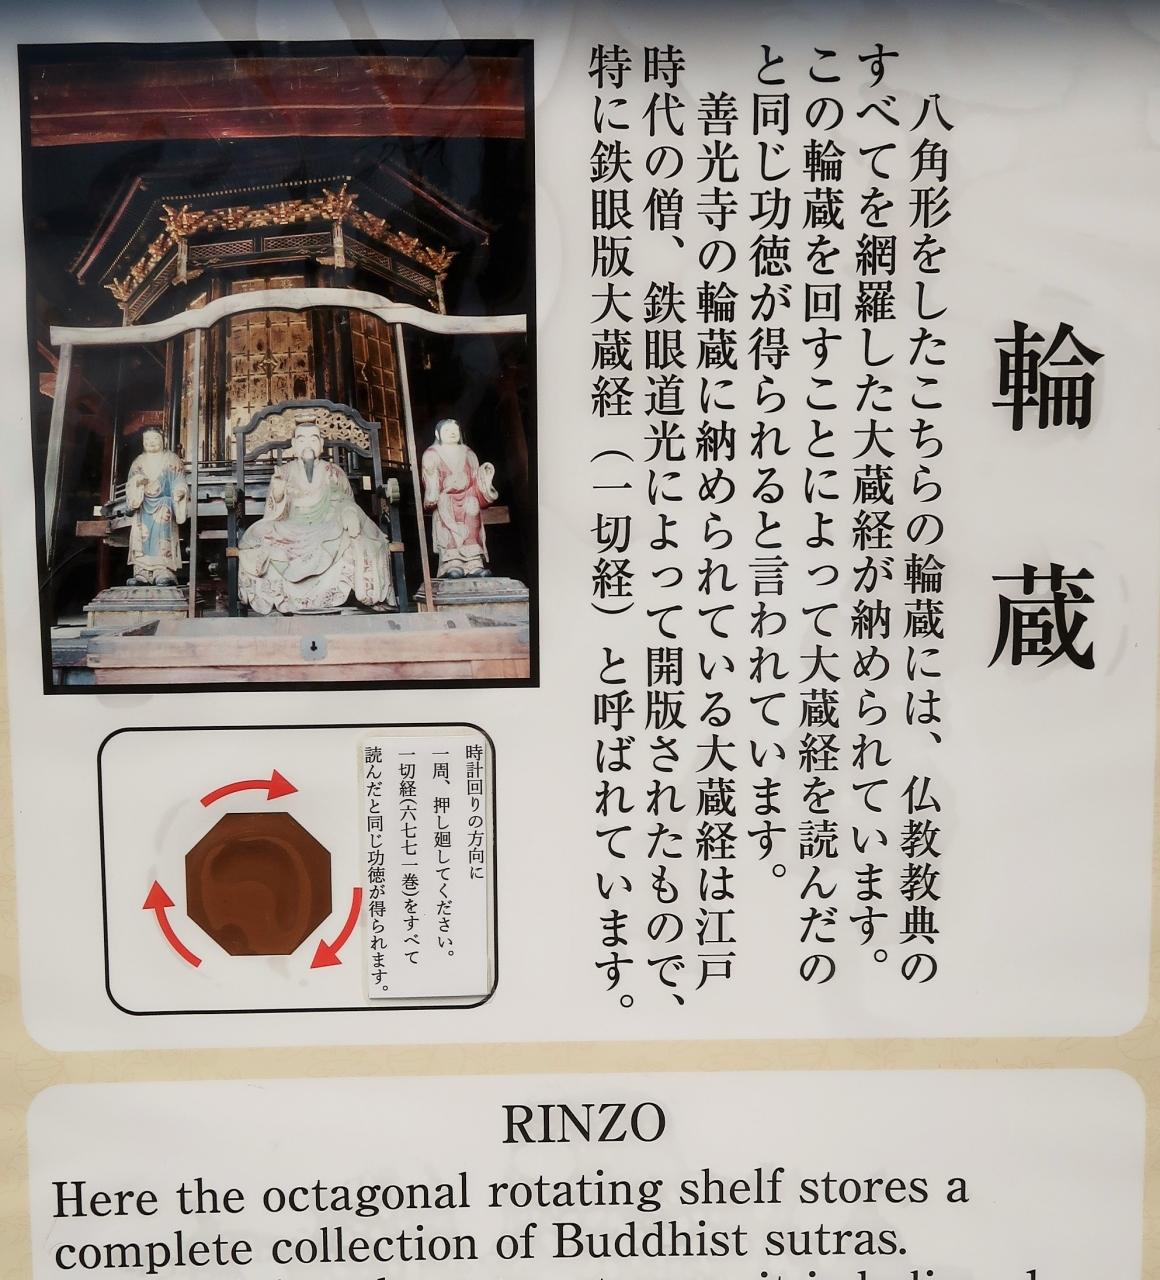 輪蔵
八角形をしたこちらの輪蔵には、仏教教典の
すべてを網羅した大蔵経が納められています。
この輪蔵を回すことによって大蔵経を読んだの
と同じ功徳が得られると言われています。
善光寺の輪蔵に納められている大蔵経は江戸
時代の僧、鉄眼道光によって開版されたもので、
特に鉄眼版大蔵経（一切経）と呼ばれています。
時計回りの方向に
一周、押し廻してください。
一切経(六七七一巻)をすべて
読んだと同じ功徳が得られます。
RINZO
Here the octagonal rotating shelf stores a
complete collection of Buddhist sutras.